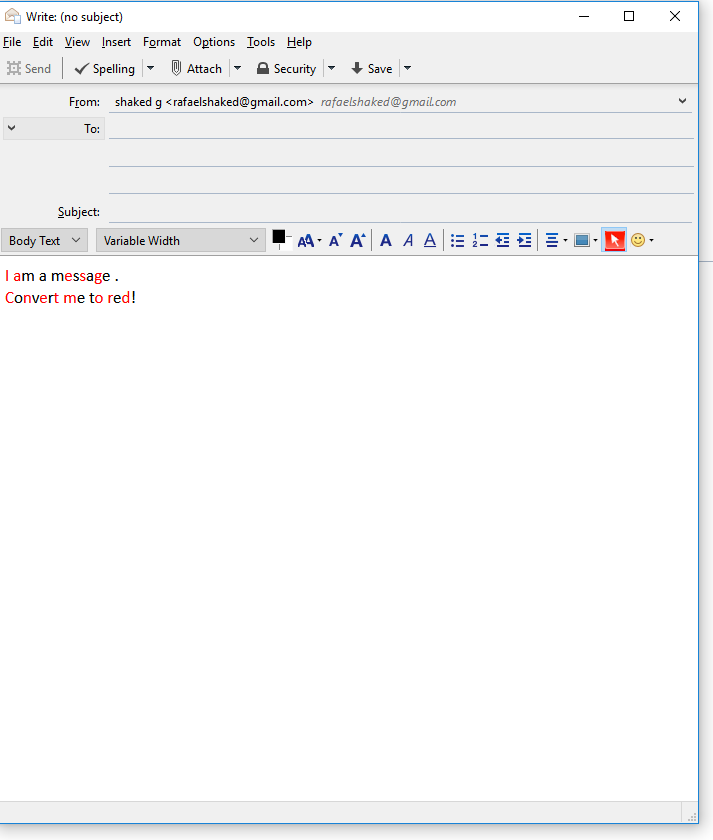 Write: (no subject)
File Edit View Insert Format Options Tools Help
Send Spelling Attach Security Save
From: shaked g <rafaelshaked@gmail.com> rafaelshaked@gmail.com
To:
Subject:
Body Text Variable Width
I am a message .
Convert me to red!